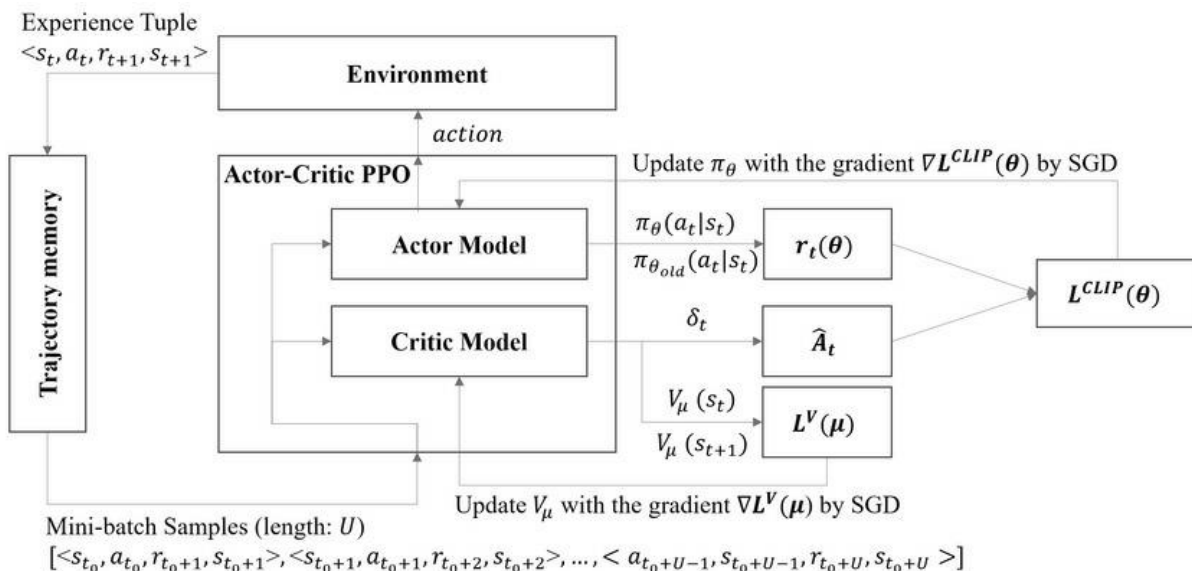 Experience Tuple
<s_t, a_t, r_{t+1}, s_{t+1}>
Environment
action
Actor-Critic PPO
Update π_θ with the gradient ∇L^{CLIP}(θ) by SGD
Trajectory memory
Actor Model
π_θ(a_t|s_t)
π_{θ_{old}}(a_t|s_t)
r_t(θ)
L^{CLIP}(θ)
Critic Model
δ_t
Â_t
V_μ(s_t)
V_μ(s_{t+1})
L^V(μ)
Update V_μ with the gradient ∇L^V(μ) by SGD
Mini-batch Samples (length: U)
[<s_{t_0}, a_{t_0}, r_{t_0+1}, s_{t_0+1}>, <s_{t_0+1}, a_{t_0+1}, r_{t_0+2}, s_{t_0+2}>, ..., < a_{t_0+U-1}, s_{t_0+U-1}, r_{t_0+U}, s_{t_0+U} >]